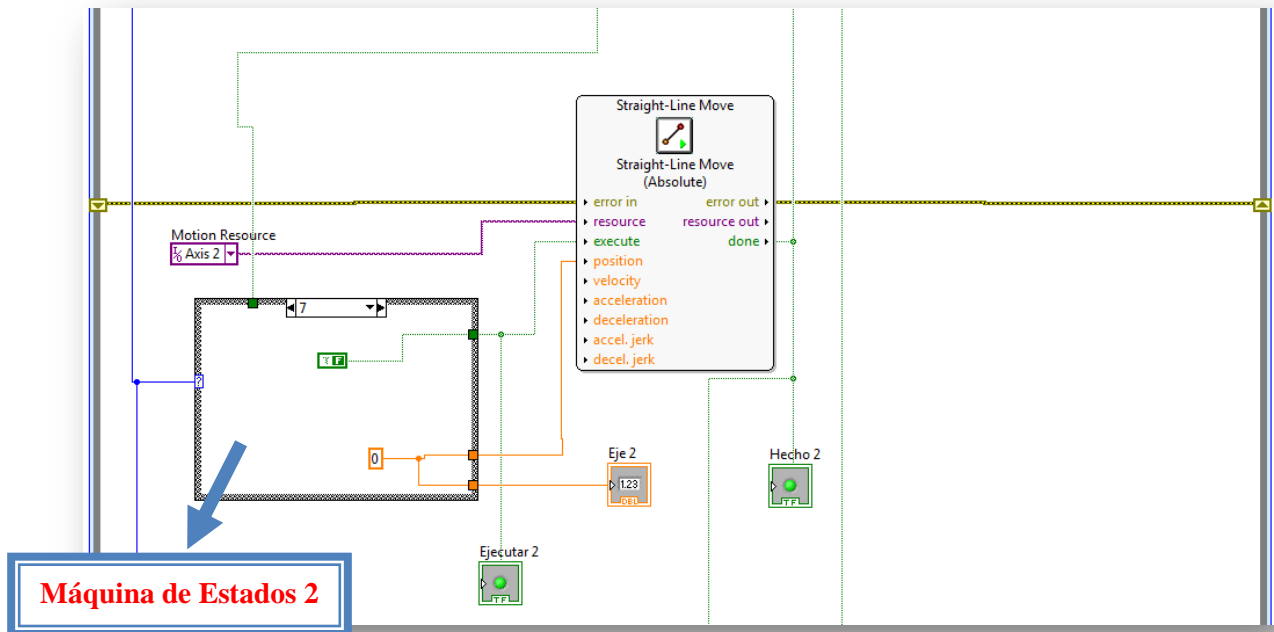 Straight-Line Move
Straight-Line Move
(Absolute)
error in error out
resource resource out
execute done
position
velocity
acceleration
deceleration
accel. jerk
decel. jerk
Motion Resource
I/O Axis 2
7
?
F
0
Eje 2
1.23
DBL
Hecho 2
TF
Ejecutar 2
TF
Máquina de Estados 2